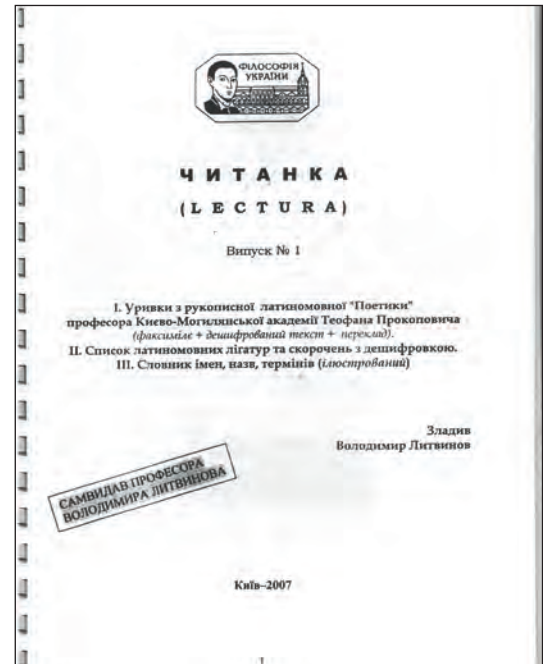 ФІЛОСОФІЯ
УКРАЇНИ
ЧИТАНКА
(LECTURA)
Випуск № 1
І. Уривки з рукописної латиномовної "Поетики"
професора Києво-Могилянської академії Теофана Прокоповича
(факсиміле + дешифрований текст + переклад).
ІІ. Список латиномовних лігатур та скорочень з дешифровкою.
ІІІ. Словник імен, назв, термінів (ілюстрований)
Зладив
Володимир Литвинов
САМВИДАВ ПРОФЕСОРА
ВОЛОДИМИРА ЛИТВИНОВА
Київ–2007
1